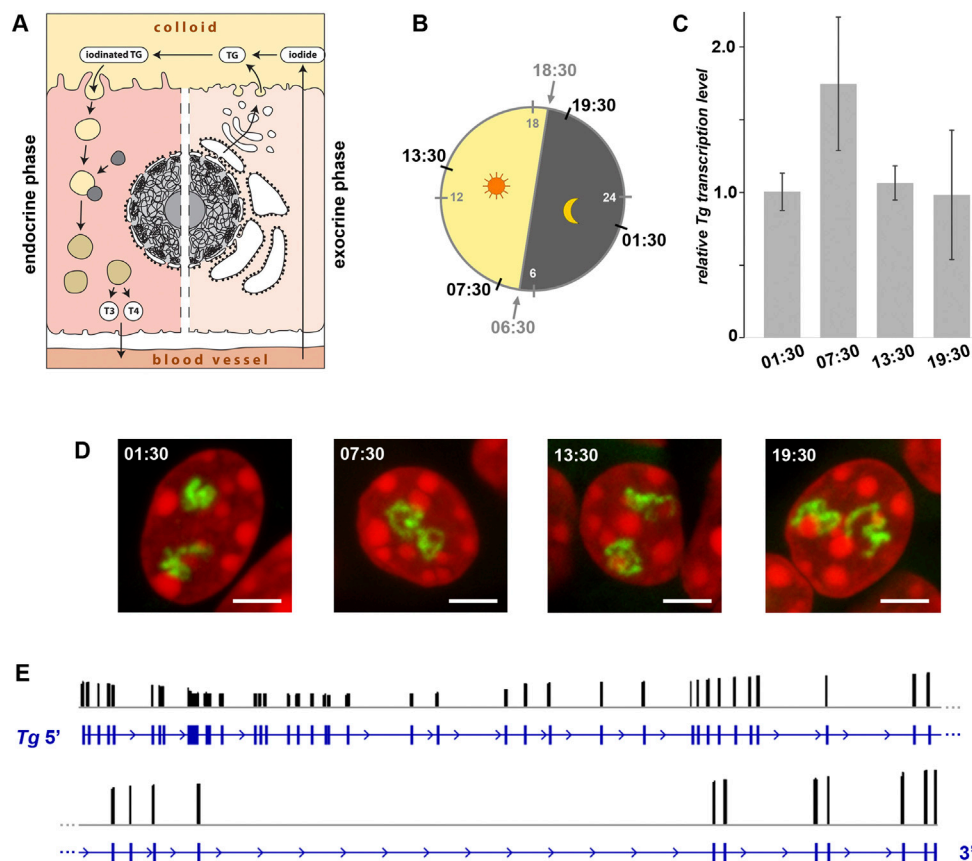 A
colloid
iodinated TG
TG
iodide
endocrine phase
exocrine phase
T3
T4
blood vessel
B
18:30
19:30
18
13:30
12
24
01:30
6
07:30
06:30
C
relative Tg transcription level
2.0
1.0
0
01:30
07:30
13:30
19:30
D
01:30
07:30
13:30
19:30
E
Tg 5'
3'